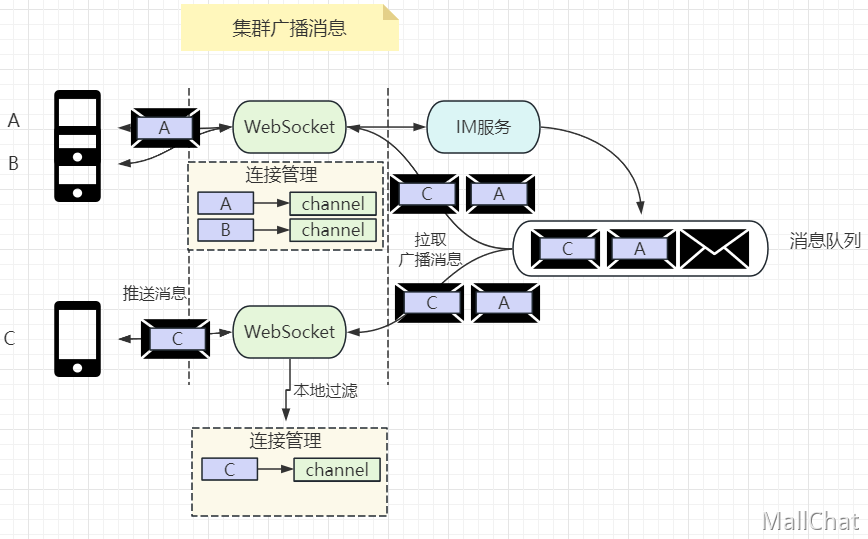 集群广播消息
A
A
WebSocket
IM服务
B
连接管理
A
channel
B
channel
C
A
拉取
广播消息
C
A
消息队列
推送消息
C
A
C
C
WebSocket
本地过滤
连接管理
C
channel
MallChat